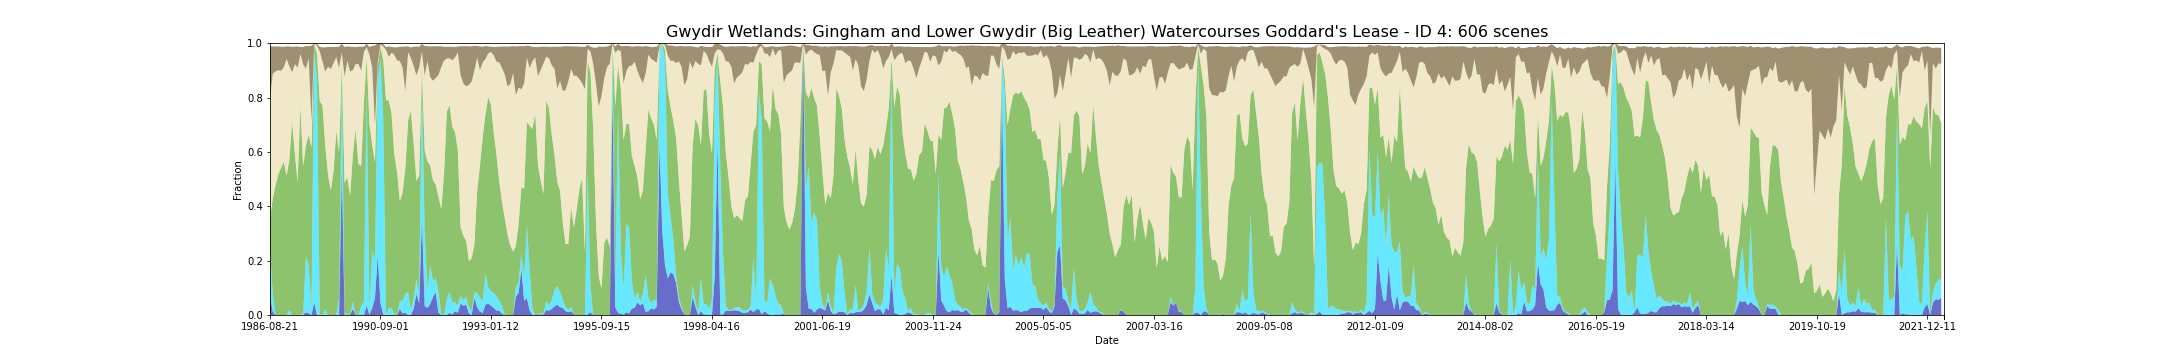 Gwydir Wetlands: Gingham and Lower Gwydir (Big Leather) Watercourses Goddard's Lease - ID 4: 606 scenes
1.0
0.8
0.6
0.4
0.2
0.0
Fraction
1986-08-21 1990-09-01 1993-01-12 1995-09-15 1998-04-16 2001-06-19 2003-11-24 2005-05-05 2007-03-16 2009-05-08 2012-01-09 2014-08-02 2016-05-19 2018-03-14 2019-10-19 2021-12-11
Date